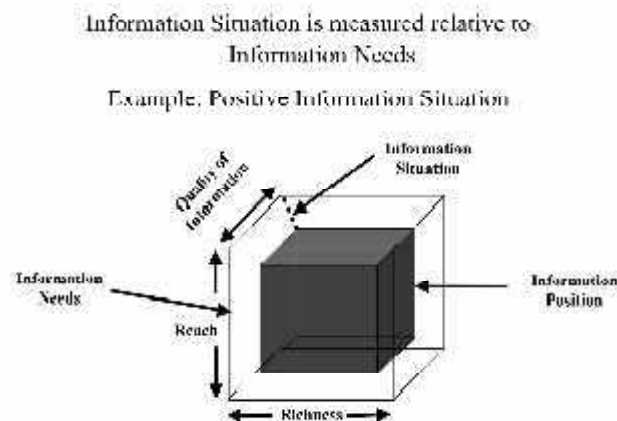 Information Situation is measured relative to
Information Needs
Example: Positive Information Situation
Information
Situation
Quality of
Information
Information
Needs
Reach
Information
Position
Richness